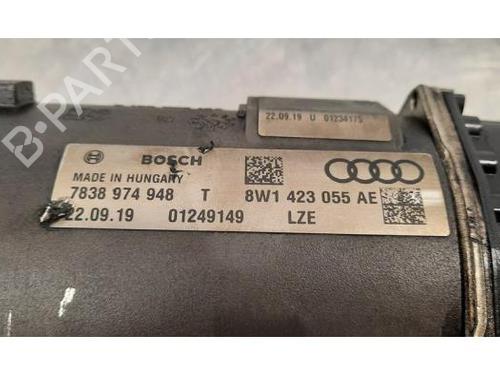 B-PARTS
22.09.19 U 01234175
BOSCH
MADE IN HUNGARY
7838 974 948 T 8W1 423 055 AE
22.09.19 01249149 LZE